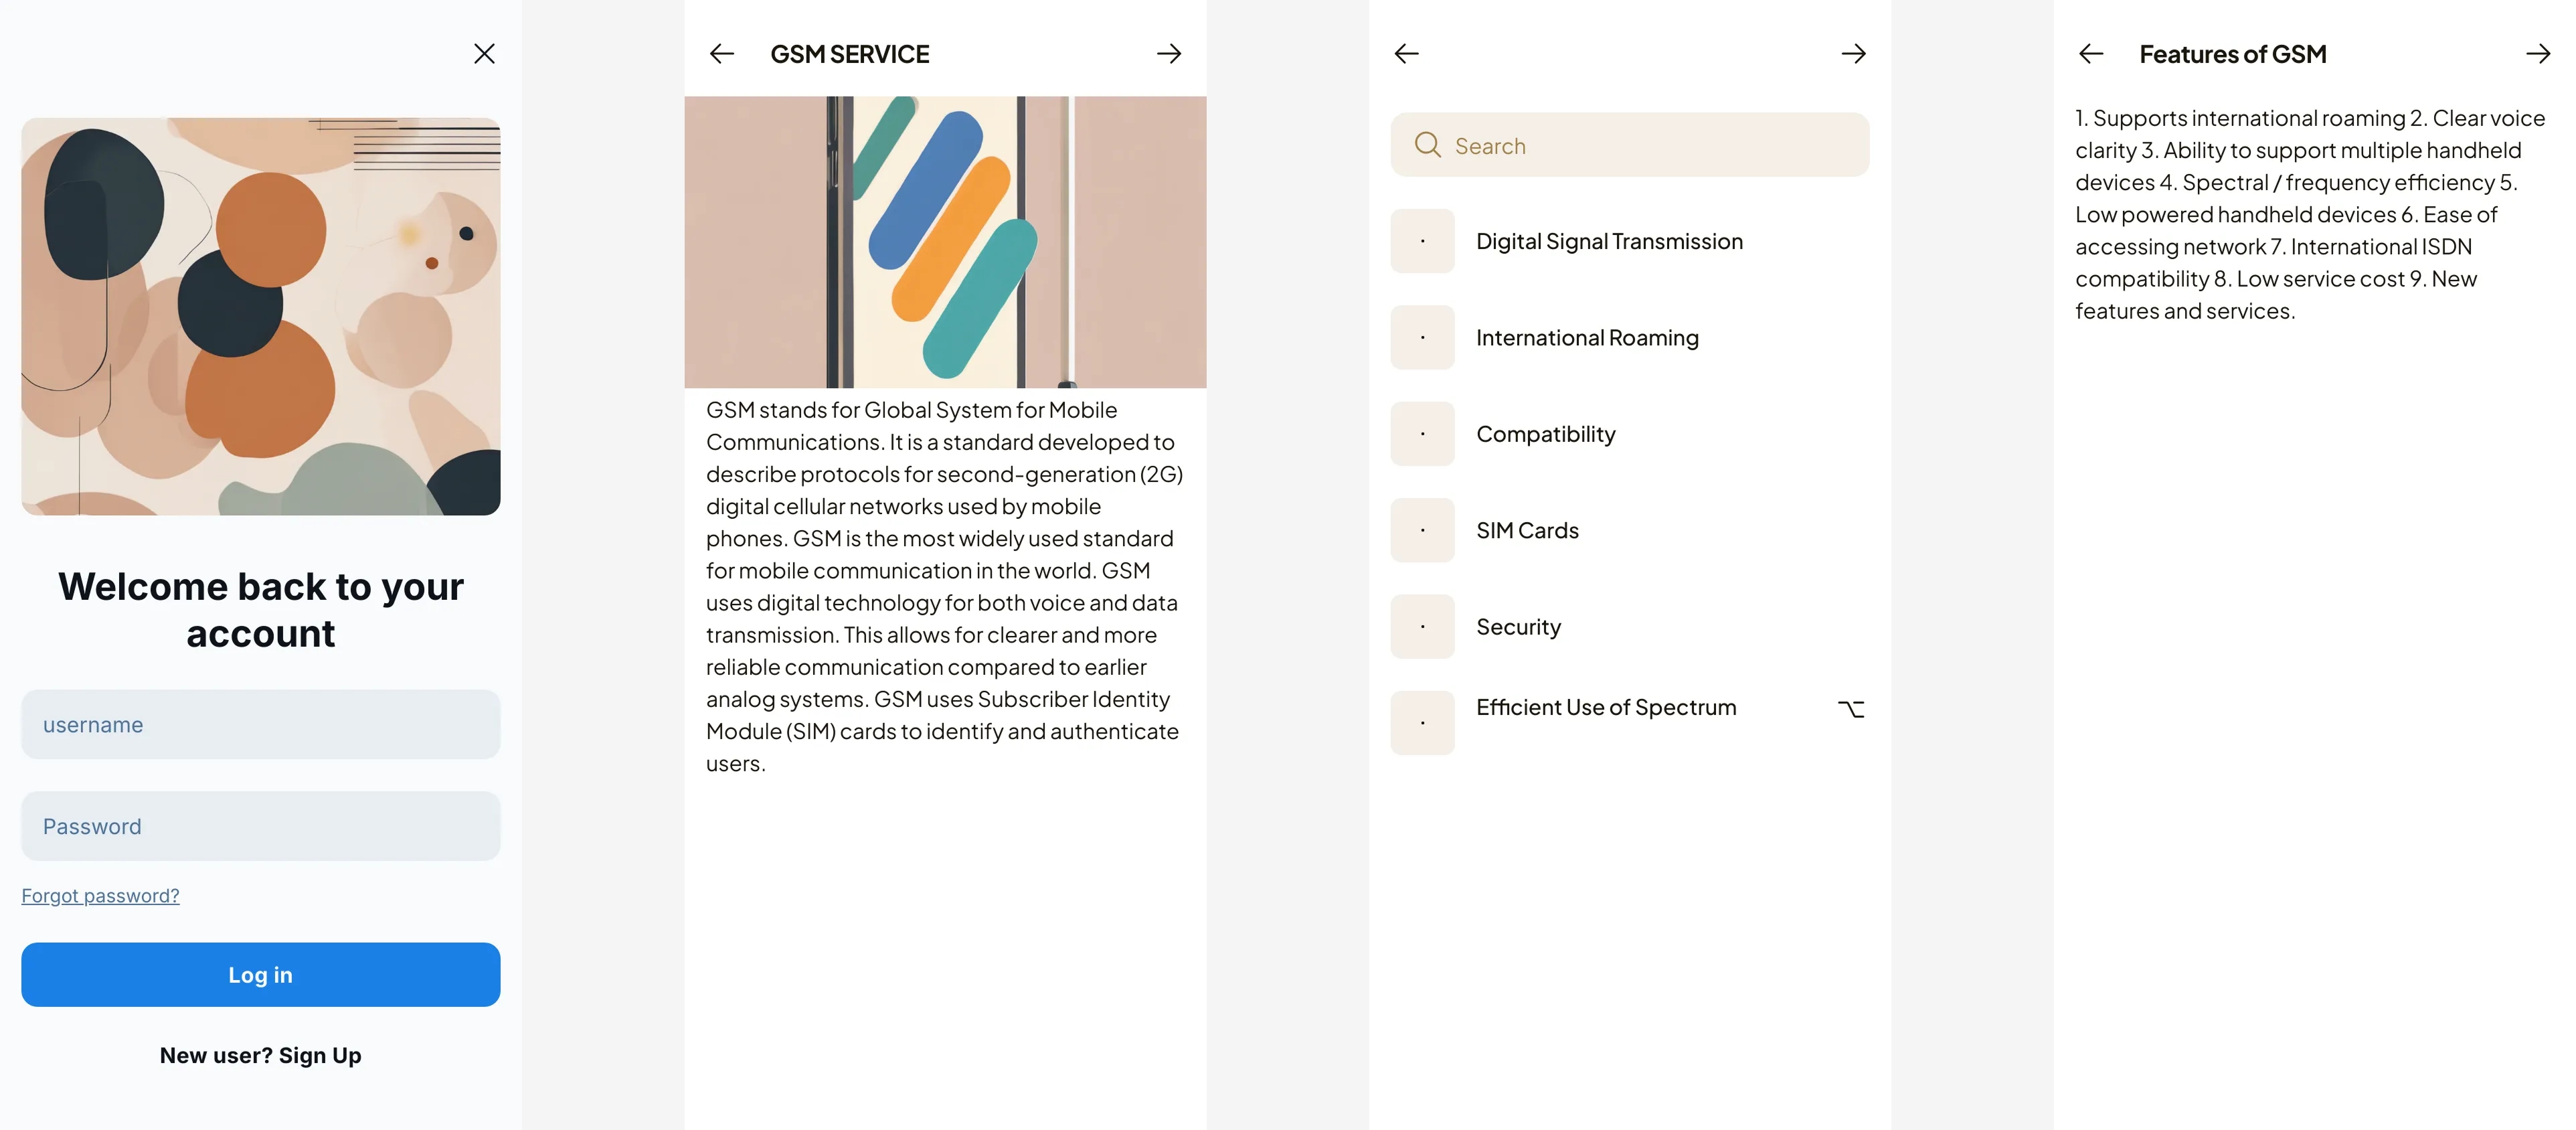 Welcome back to your
account
username
Password
Forgot password?
Log in
New user? Sign Up
GSM SERVICE
GSM stands for Global System for Mobile
Communications. It is a standard developed to
describe protocols for second-generation (2G)
digital cellular networks used by mobile
phones. GSM is the most widely used standard
for mobile communication in the world. GSM
uses digital technology for both voice and data
transmission. This allows for clearer and more
reliable communication compared to earlier
analog systems. GSM uses Subscriber Identity
Module (SIM) cards to identify and authenticate
users.
Search
Digital Signal Transmission
International Roaming
Compatibility
SIM Cards
Security
Efficient Use of Spectrum
Features of GSM
1. Supports international roaming 2. Clear voice
clarity 3. Ability to support multiple handheld
devices 4. Spectral / frequency efficiency 5.
Low powered handheld devices 6. Ease of
accessing network 7. International ISDN
compatibility 8. Low service cost 9. New
features and services.